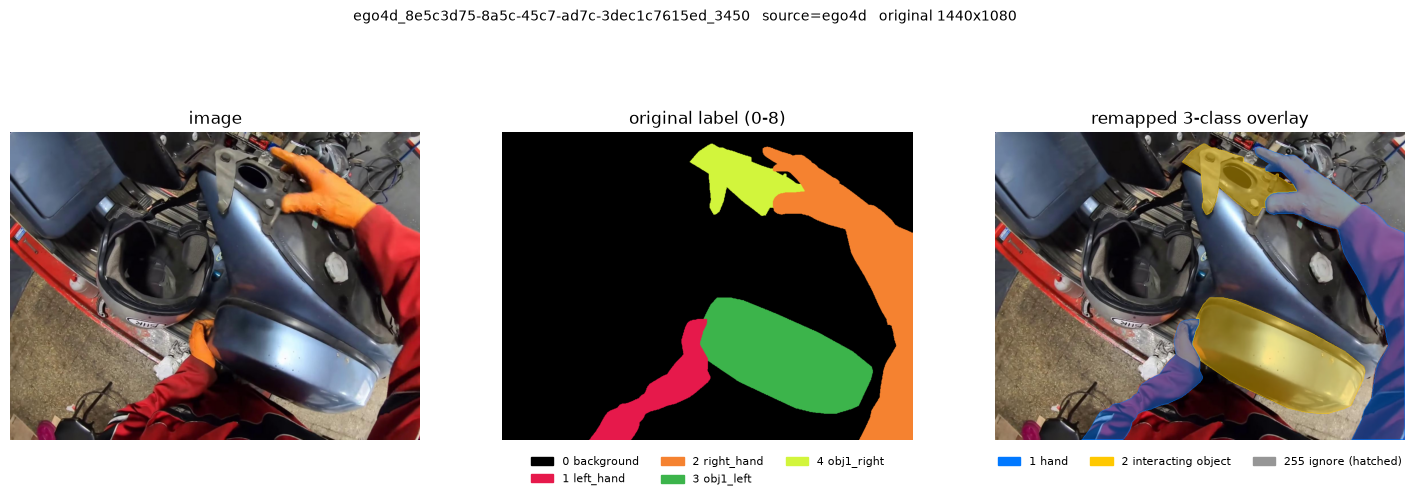 ego4d_8e5c3d75-8a5c-45c7-ad7c-3dec1c7615ed_3450   source=ego4d   original 1440x1080
image
original label (0-8)
remapped 3-class overlay
0 background
2 right_hand
4 obj1_right
1 left_hand
3 obj1_left
1 hand
2 interacting object
255 ignore (hatched)